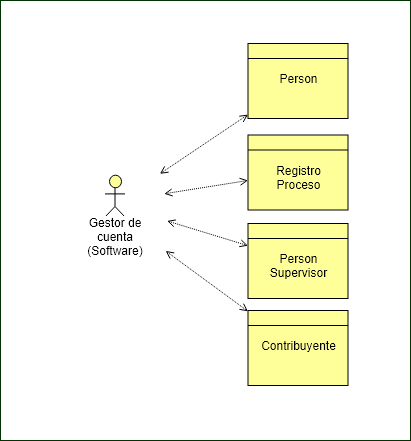 Person
Registro
Proceso
Gestor de
cuenta
(Software)
Person
Supervisor
Contribuyente